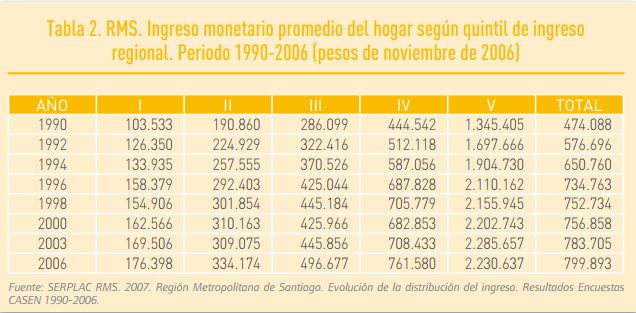 Tabla 2. RMS. Ingreso monetario promedio del hogar según quintil de ingreso
regional. Periodo 1990-2006 (pesos de noviembre de 2006)
AÑO I II III IV V TOTAL
1990 103.533 190.860 286.099 444.542 1.345.405 474.088
1992 126.350 224.929 322.416 512.118 1.697.666 576.696
1994 133.935 257.555 370.526 587.056 1.904.730 650.760
1996 158.379 292.403 425.044 687.828 2.110.162 734.763
1998 154.906 301.854 445.184 705.779 2.155.945 752.734
2000 162.566 310.163 425.966 682.853 2.202.743 756.858
2003 169.506 309.075 445.856 708.433 2.285.657 783.705
2006 176.398 334.174 496.677 761.580 2.230.637 799.893
Fuente: SERPLAC RMS. 2007. Región Metropolitana de Santiago. Evolución de la distribución del ingreso. Resultados Encuestas
CASEN 1990-2006.